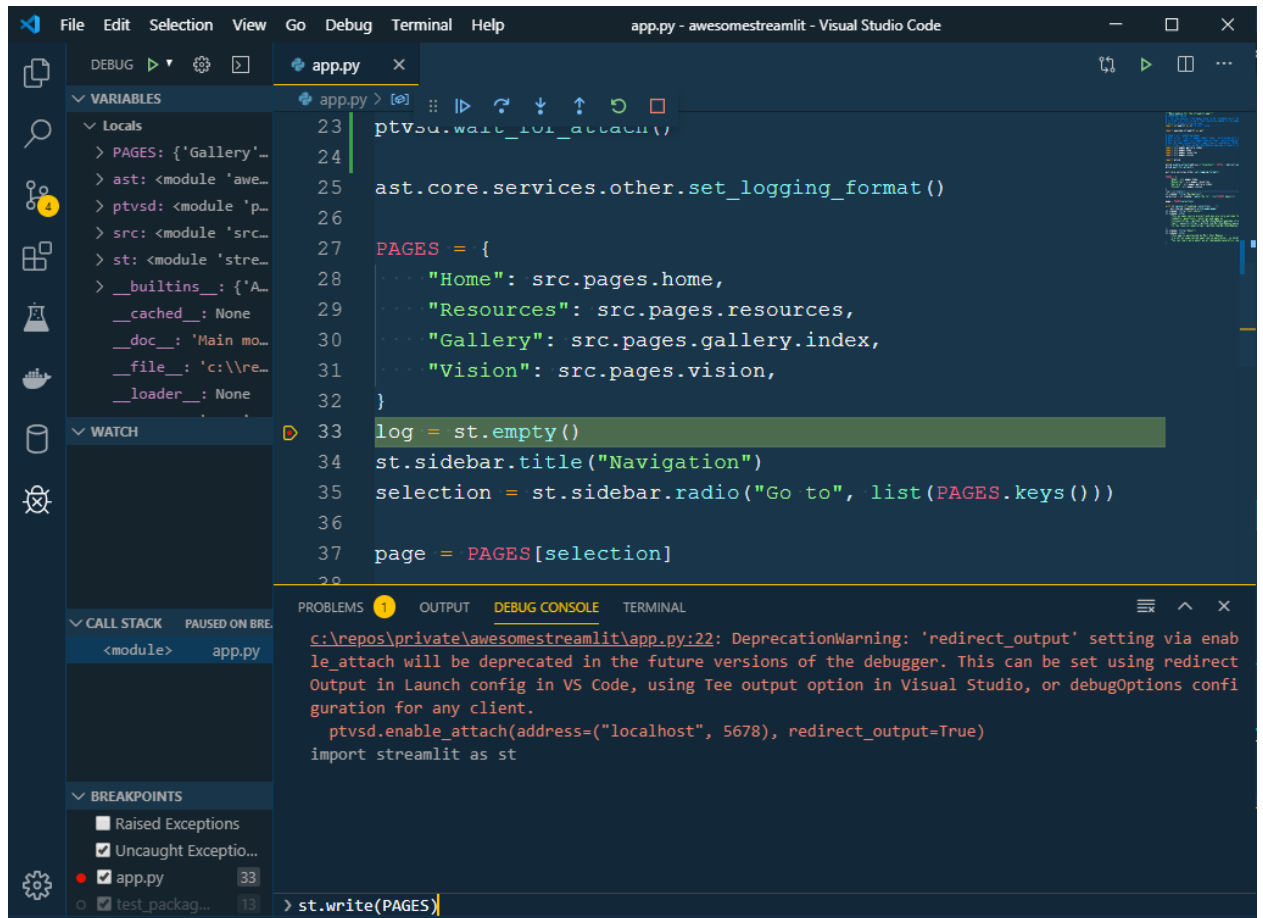 File Edit Selection View Go Debug Terminal Help app.py - awesomestreamlit - Visual Studio Code
DEBUG
app.py
VARIABLES
app.py
Locals
PAGES: {'Gallery'…
ast: <module 'awe…
ptvsd: <module 'p…
src: <module 'src…
st: <module 'stre…
__builtins__: {'A…
__cached__: None
__doc__: 'Main mo…
__file__: 'c:\\re…
__loader__: None
4
WATCH
23 ptvsd.wait_for_attach()
24
25 ast.core.services.other.set_logging_format()
26
27 PAGES = {
28 "Home": src.pages.home,
29 "Resources": src.pages.resources,
30 "Gallery": src.pages.gallery.index,
31 "Vision": src.pages.vision,
32 }
33 log = st.empty()
34 st.sidebar.title("Navigation")
35 selection = st.sidebar.radio("Go to", list(PAGES.keys()))
36
37 page = PAGES[selection]
38
CALL STACK PAUSED ON BRE.
<module> app.py
BREAKPOINTS
Raised Exceptions
Uncaught Exceptio…
app.py 33
test_packag… 13
PROBLEMS 1 OUTPUT DEBUG CONSOLE TERMINAL
c:\repos\private\awesomestreamlit\app.py:22: DeprecationWarning: 'redirect_output' setting via enab
le_attach will be deprecated in the future versions of the debugger. This can be set using redirect
Output in Launch config in VS Code, using Tee output option in Visual Studio, or debugOptions confi
guration for any client.
ptvsd.enable_attach(address=("localhost", 5678), redirect_output=True)
import streamlit as st
> st.write(PAGES)